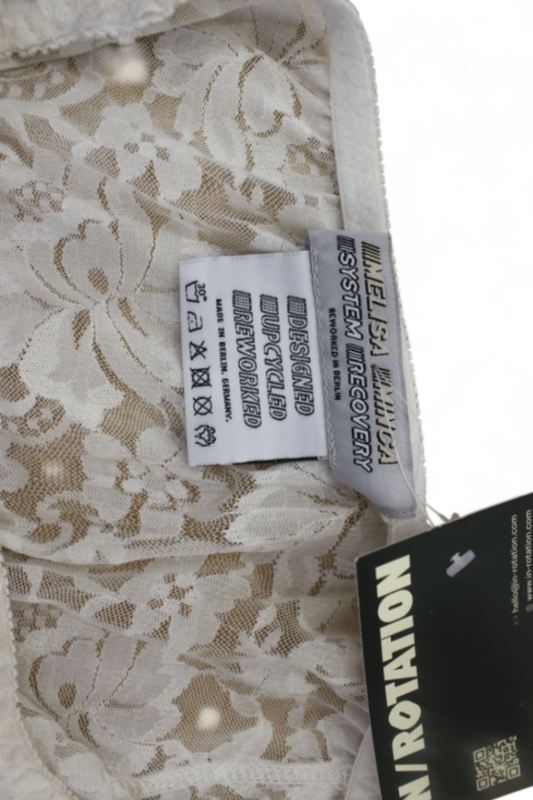 MELISA MINCA
SYSTEM RECOVERY
REWORKED IN BERLIN
DESIGNED
UPCYCLED
REWORKED
MADE IN BERLIN, GERMANY.
30°
N/ROTATION
hello@in-rotation.com
www.in-rotation.com